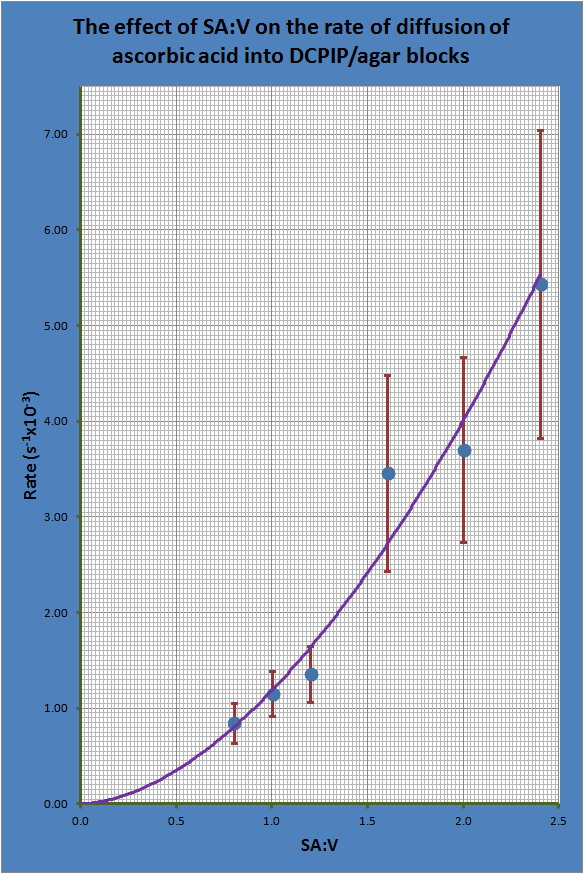 The effect of SA:V on the rate of diffusion of
ascorbic acid into DCPIP/agar blocks
7.00
6.00
5.00
4.00
3.00
2.00
1.00
0.00
Rate (s⁻¹x10⁻³)
0.0 0.5 1.0 1.5 2.0 2.5
SA:V